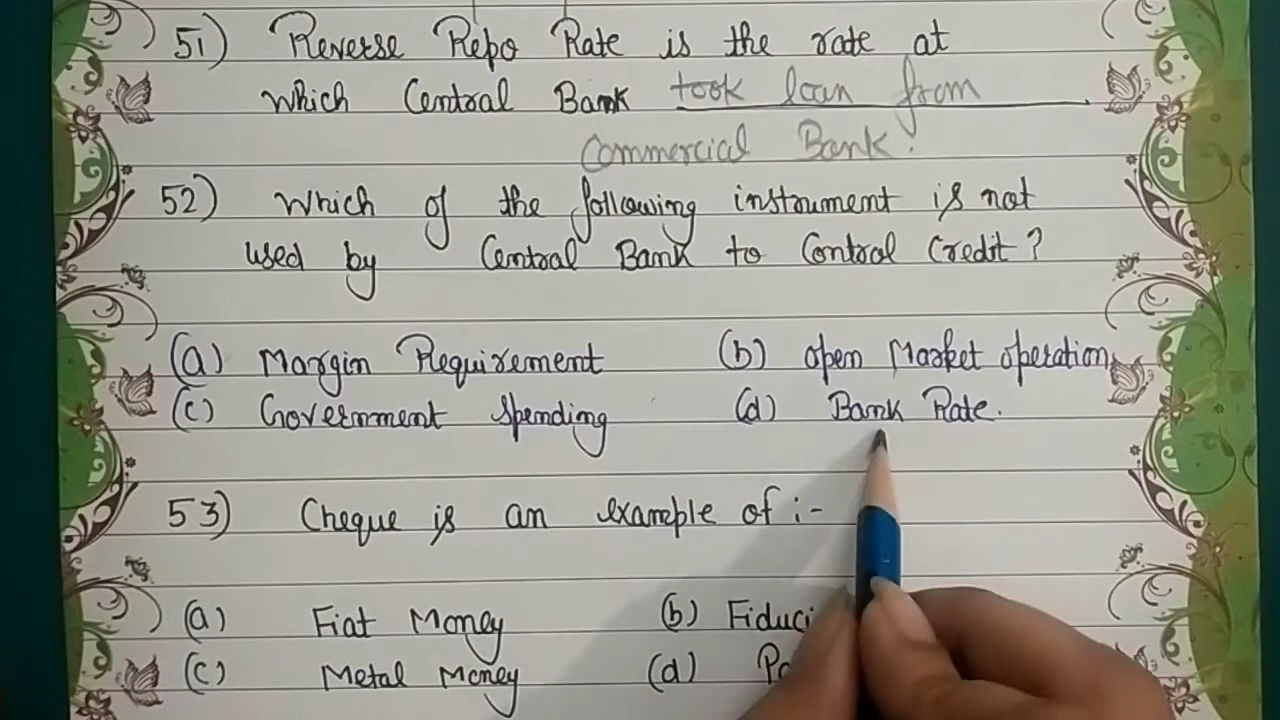 51) Reverse Repo Rate is the rate at
which Central Bank took loan from
Commercial Bank.
52) Which of the following instrument is not
used by Central Bank to Control Credit?
(a) Margin Requirement (b) open Market operation
(c) Government Spending (d) Bank Rate.
53) Cheque is an example of :-
(a) Fiat Money (b)
(c) Metal Money (d)